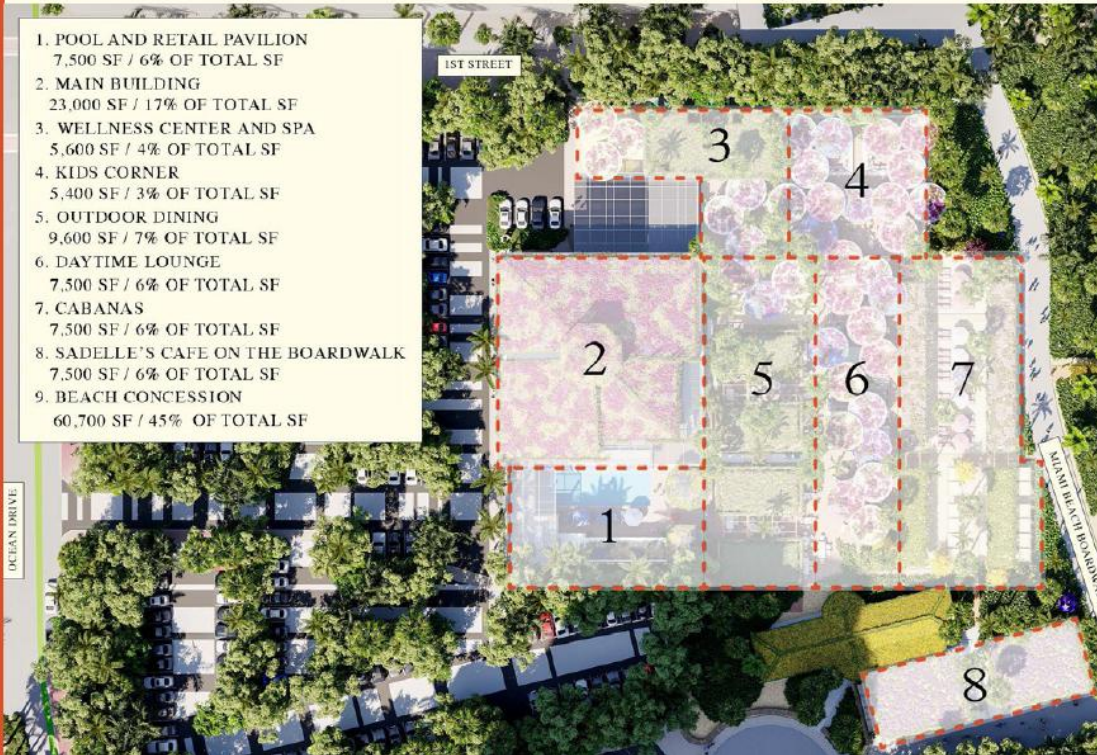 1. POOL AND RETAIL PAVILION
7,500 SF / 6% OF TOTAL SF
2. MAIN BUILDING
23,000 SF / 17% OF TOTAL SF
3. WELLNESS CENTER AND SPA
5,600 SF / 4% OF TOTAL SF
4. KIDS CORNER
5,400 SF / 3% OF TOTAL SF
5. OUTDOOR DINING
9,600 SF / 7% OF TOTAL SF
6. DAYTIME LOUNGE
7,500 SF / 6% OF TOTAL SF
7. CABANAS
7,500 SF / 6% OF TOTAL SF
8. SADELLE'S CAFE ON THE BOARDWALK
7,500 SF / 6% OF TOTAL SF
9. BEACH CONCESSION
60,700 SF / 45% OF TOTAL SF
1ST STREET
3
4
2
5
6
7
1
8
OCEAN DRIVE
MIAMI BEACH